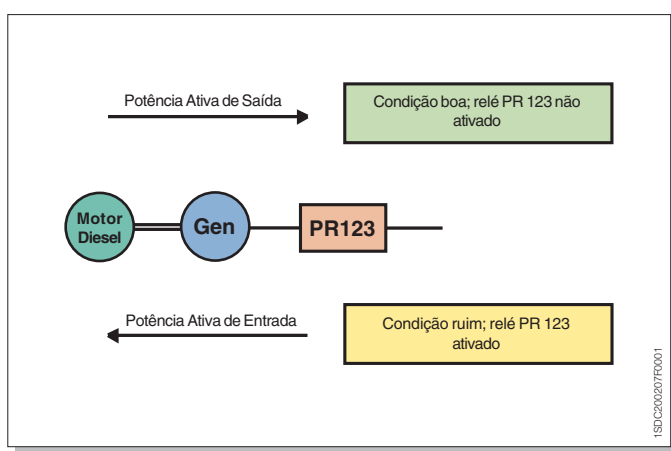 Potência Ativa de Saída
Condição boa; relé PR 123 não
ativado
Motor
Diesel
Gen
PR123
Potência Ativa de Entrada
Condição ruim; relé PR 123
ativado
1SDC200207F0001